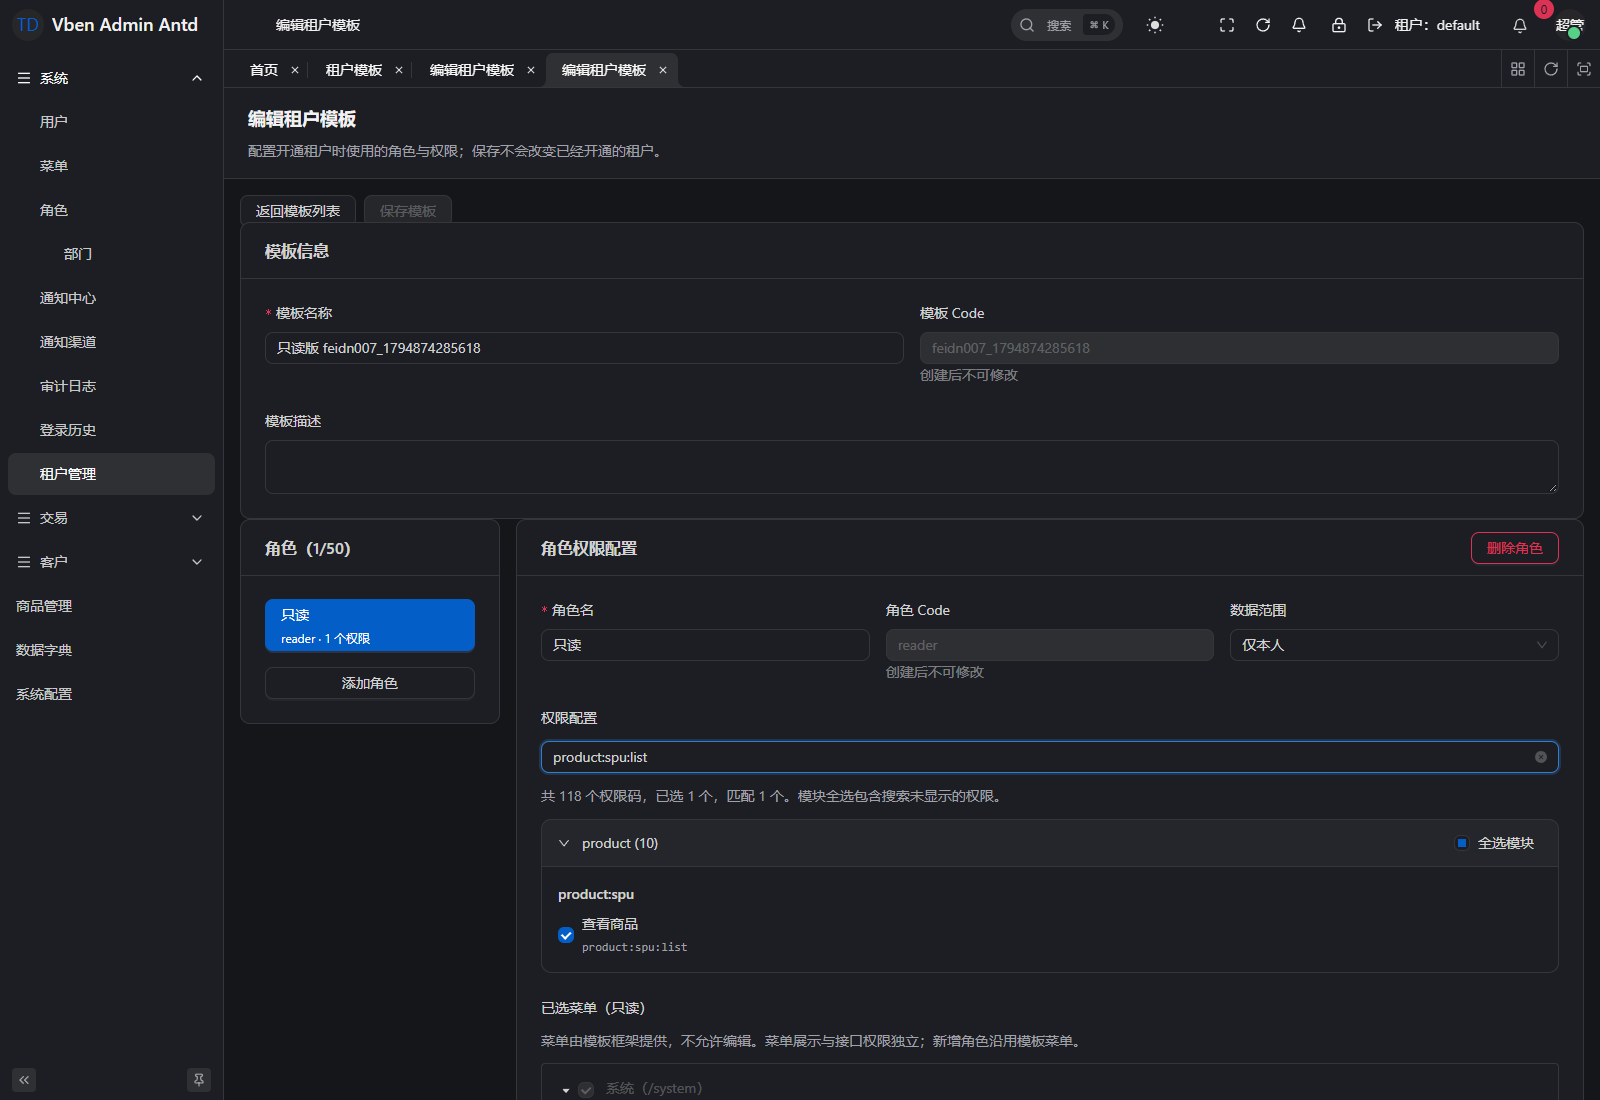 TD Vben Admin Antd
编辑租户模板
搜索 ⌘ K
租户：default
0
超管
系统
用户
菜单
角色
部门
通知中心
通知渠道
审计日志
登录历史
租户管理
交易
客户
商品管理
数据字典
系统配置
首页
租户模板
编辑租户模板
编辑租户模板
编辑租户模板
配置开通租户时使用的角色与权限；保存不会改变已经开通的租户。
返回模板列表
保存模板
模板信息
* 模板名称
模板 Code
只读版 feidn007_1794874285618
feidn007_1794874285618
创建后不可修改
模板描述
角色（1/50）
只读
reader · 1 个权限
添加角色
角色权限配置
删除角色
* 角色名
角色 Code
数据范围
只读
reader
仅本人
创建后不可修改
权限配置
product:spu:list
共 118 个权限码，已选 1 个，匹配 1 个。模块全选包含搜索未显示的权限。
product (10)
全选模块
product:spu
查看商品
product:spu:list
已选菜单（只读）
菜单由模板框架提供，不允许编辑。菜单展示与接口权限独立；新增角色沿用模板菜单。
系统（/system）